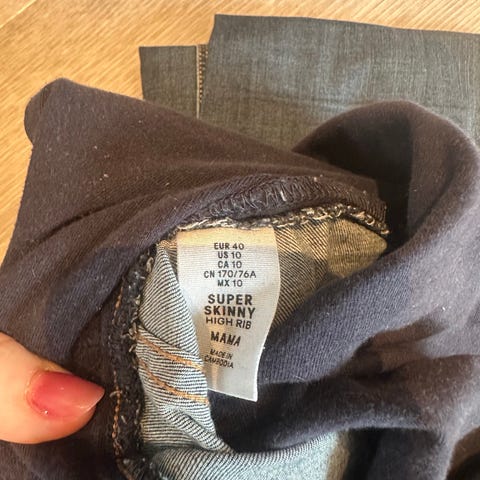 EUR 40
US 10
CA 10
CN 170/76A
MX 10
SUPER
SKINNY
HIGH RIB
MAMA
MADE IN
CAMBODIA